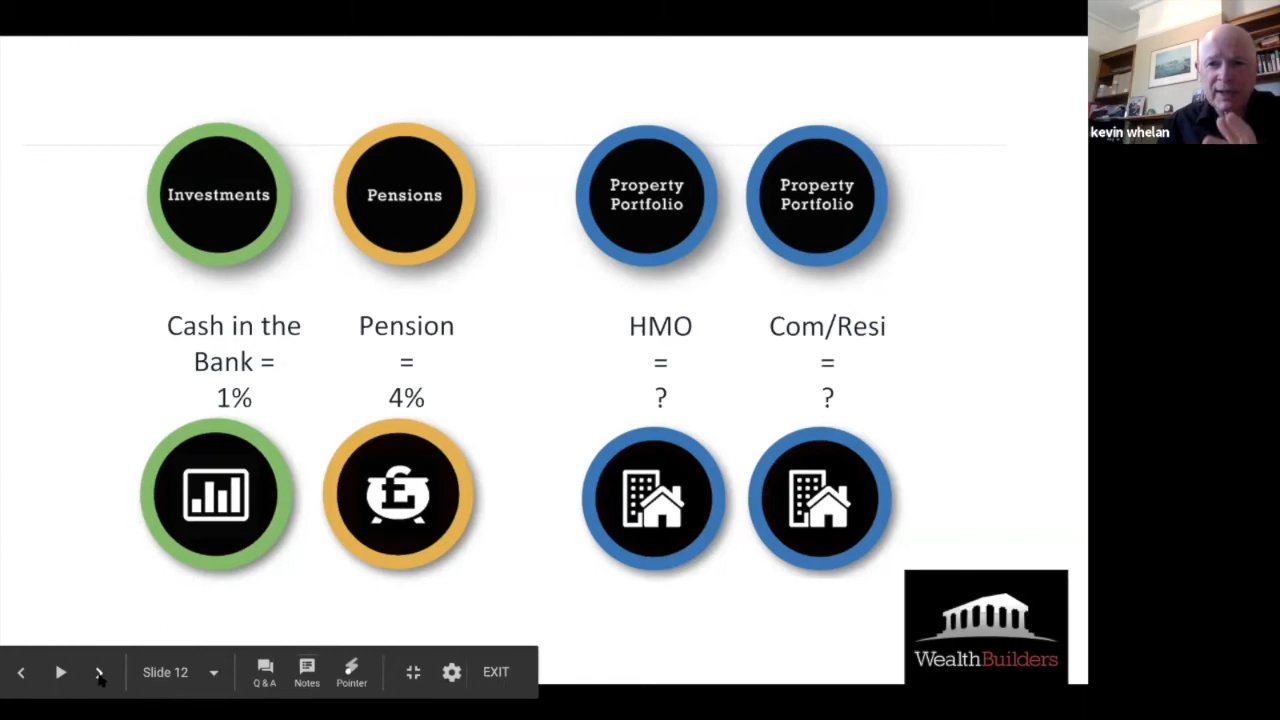 kevin whelan
Investments
Pensions
Property
Portfolio
Property
Portfolio
Cash in the
Bank =
1%
Pension
=
4%
HMO
=
?
Com/Resi
=
?
£
WealthBuilders
Slide 12
Q & A
Notes
Pointer
EXIT